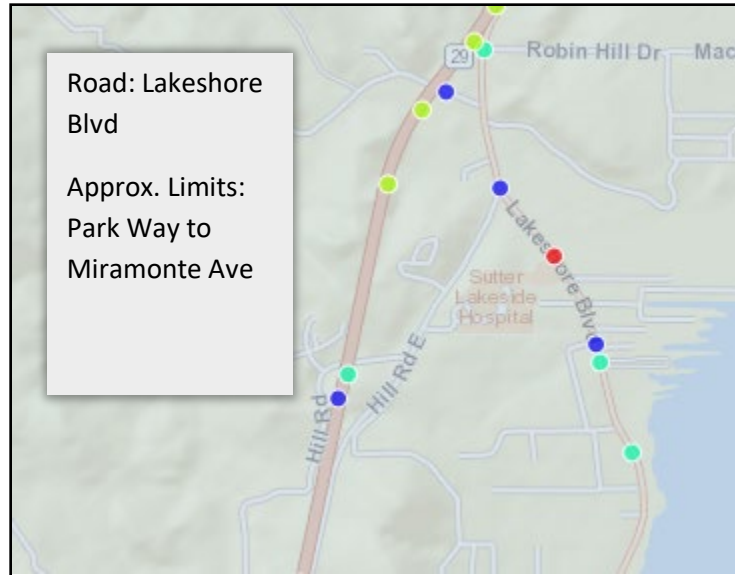 Road: Lakeshore
Blvd
Approx. Limits:
Park Way to
Miramonte Ave
29
Robin Hill Dr
Mac
Lakeshore Blvd
Sutter
Lakeside
Hospital
Hill Rd E
Hill Rd